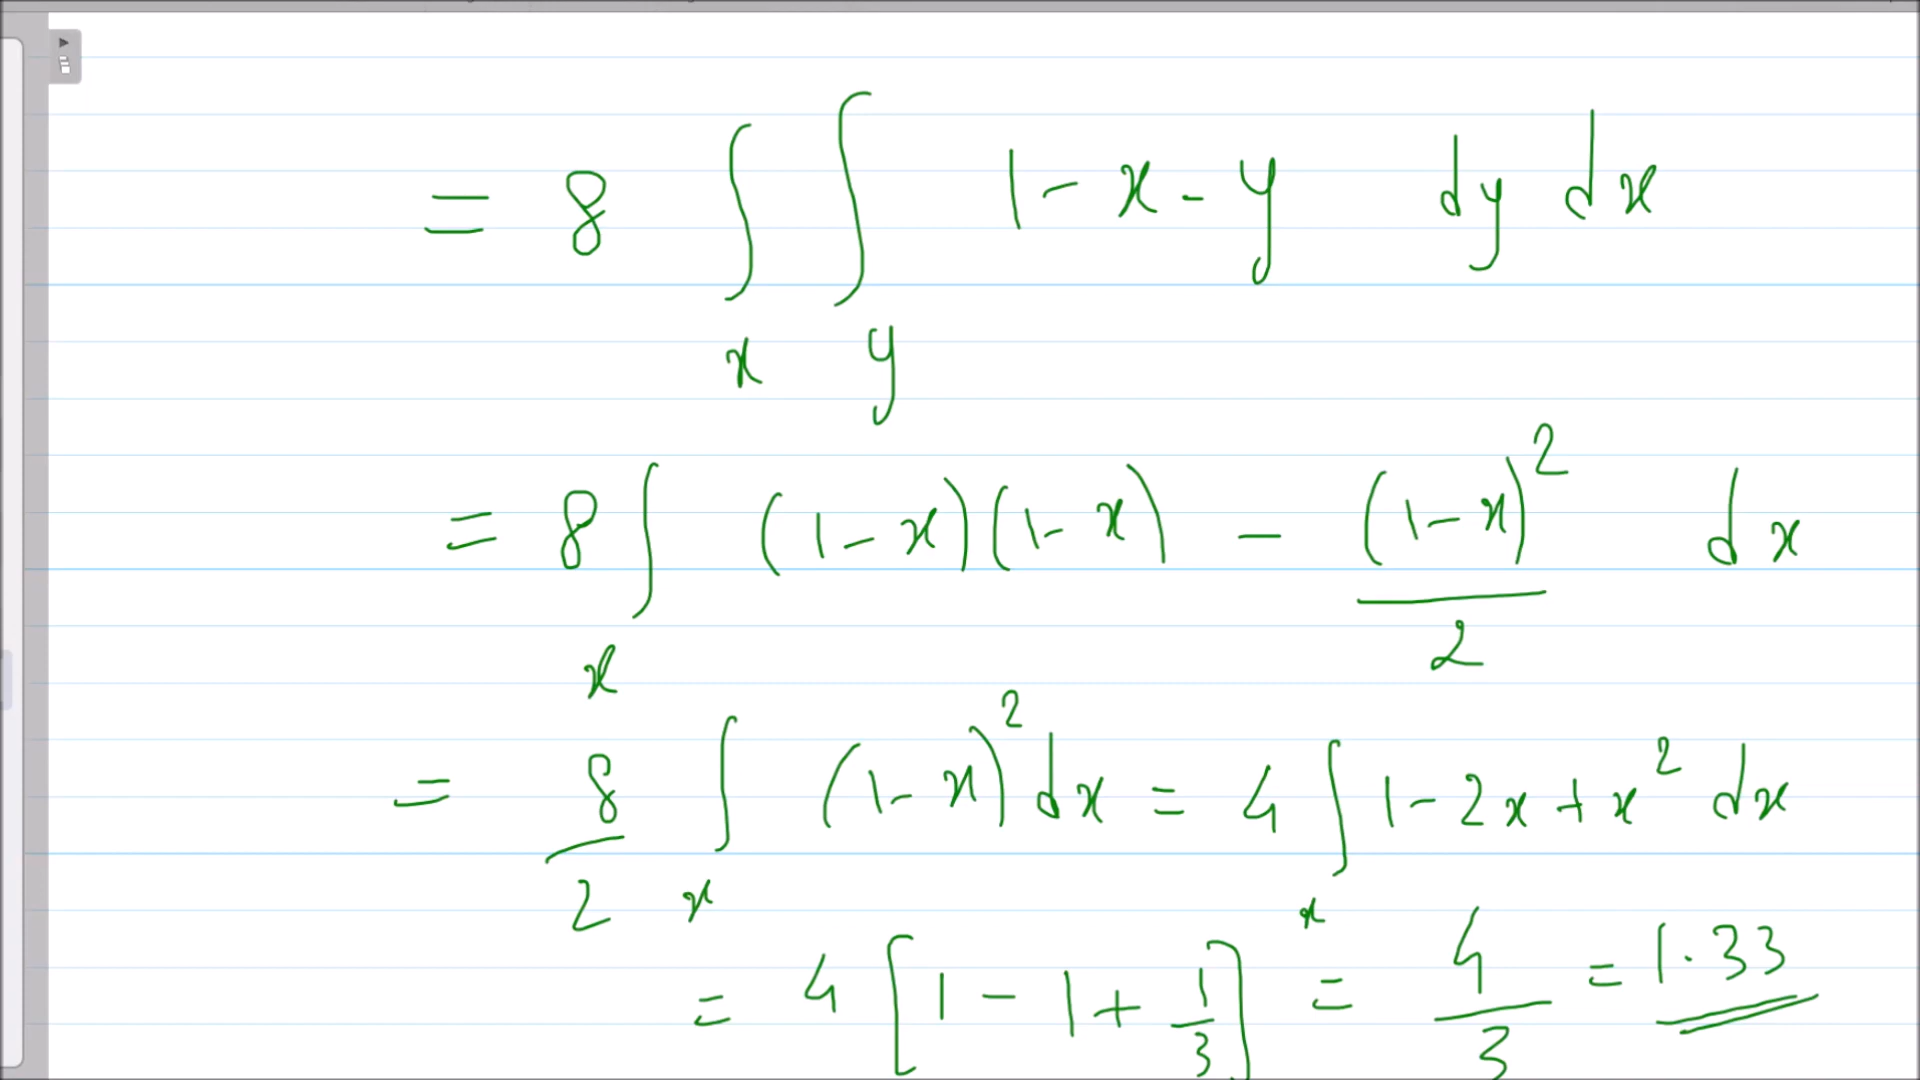 = 8 ∫x ∫y 1 - x - y dy dx
= 8 ∫x (1-x)(1-x) - (1-x)²/2 dx
= 8/2 ∫x (1-x)² dx = 4 ∫x 1-2x+x² dx
= 4 [1 - 1 + 1/3] = 4/3 = 1.33